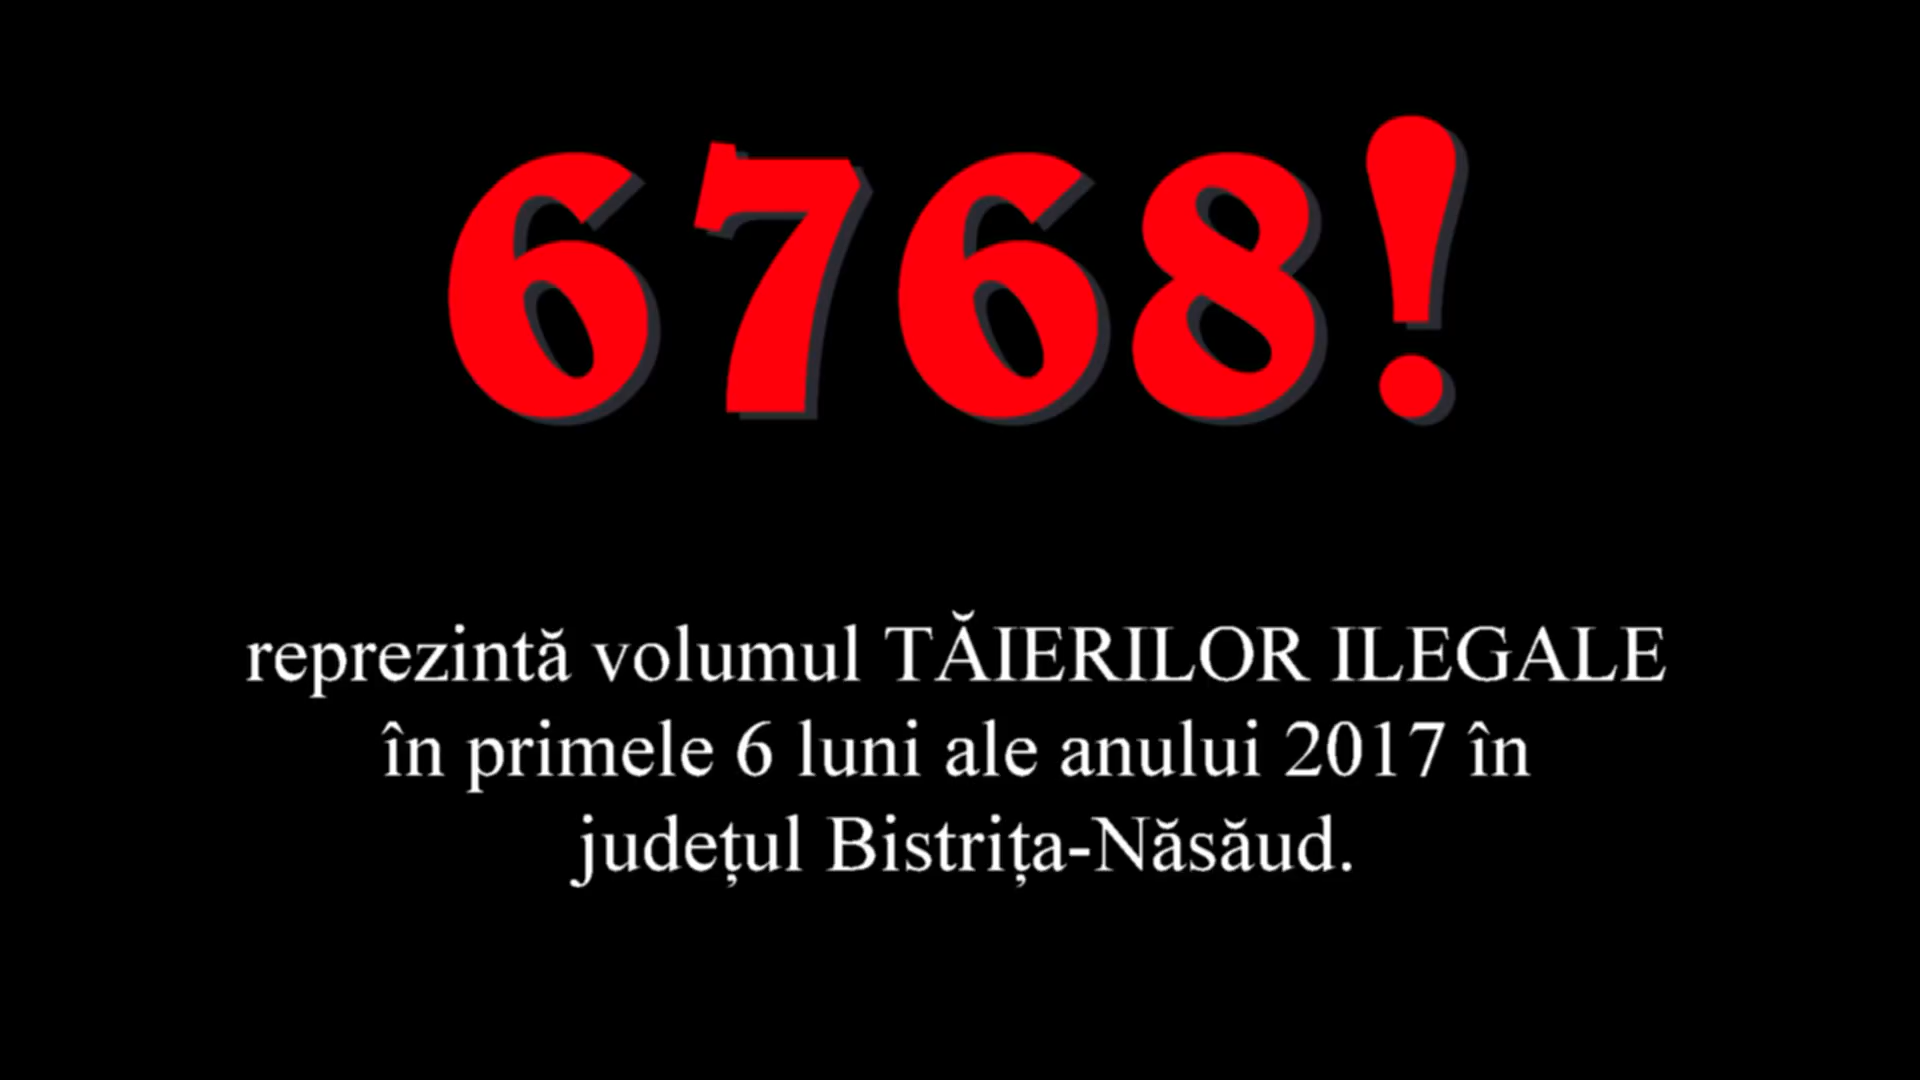 6768!
reprezintă volumul TĂIERILOR ILEGALE
în primele 6 luni ale anului 2017 în
județul Bistrița-Năsăud.